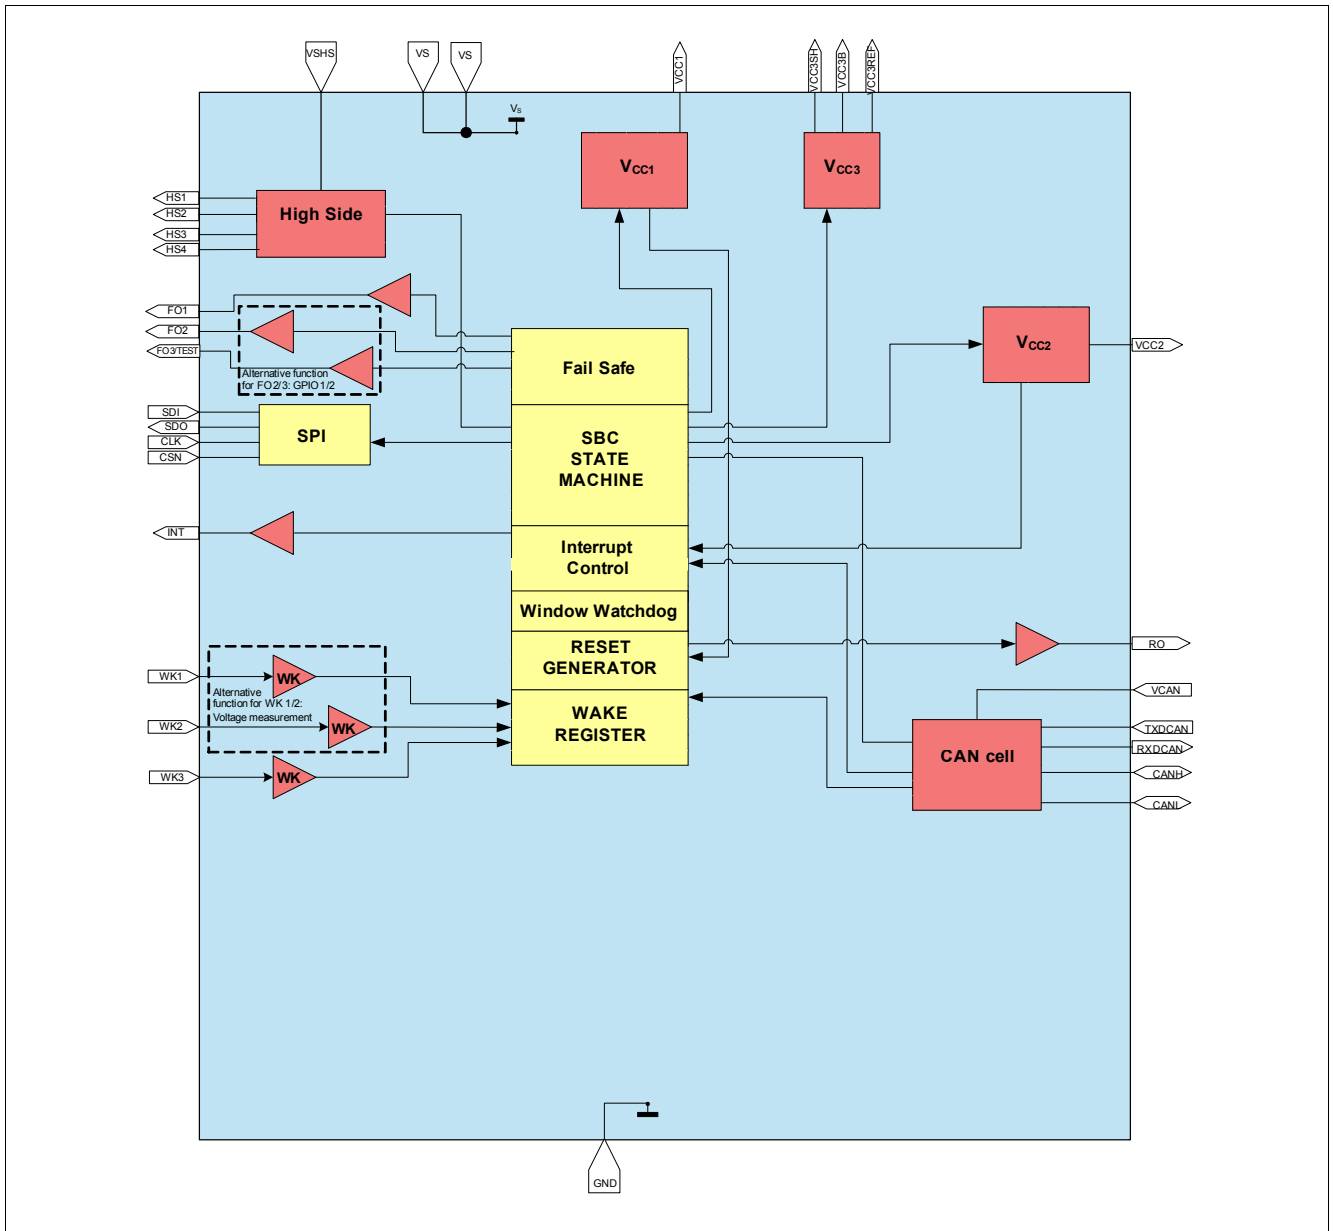 VSHS
VS
VS
VCC1
VCC3SH
VCC3B
VCC3REF
VS
VCC1
VCC3
HS1
HS2
HS3
HS4
High Side
FO1
FO2
FO3/TEST
Alternative function
for FO2/3: GPIO1/2
Fail Safe
VCC2
VCC2
SDI
SDO
CLK
CSN
SPI
SBC
STATE
MACHINE
INT
Interrupt
Control
Window Watchdog
RESET
GENERATOR
RO
WK1
WK
Alternative
function for WK 1/2:
Voltage measurement
WK2
WK
WK3
WK
WAKE
REGISTER
VCAN
TXDCAN
RXDCAN
CANH
CANL
CAN cell
GND